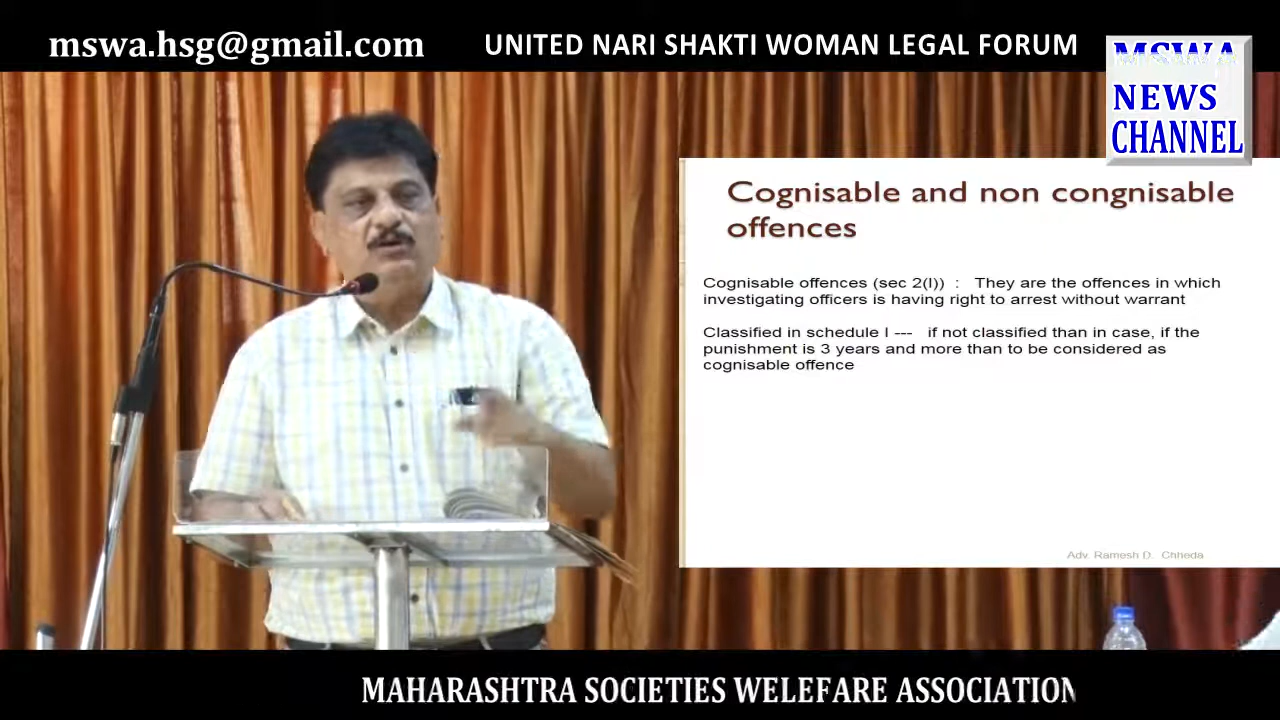 mswa.hsg@gmail.com
UNITED NARI SHAKTI WOMAN LEGAL FORUM
MSWA
NEWS
CHANNEL
Cognisable and non congnisable
offences
Cognisable offences (sec 2(l)) : They are the offences in which
investigating officers is having right to arrest without warrant
Classified in schedule I --- if not classified than in case, if the
punishment is 3 years and more than to be considered as
cognisable offence
Adv. Ramesh D. Chheda
MAHARASHTRA SOCIETIES WELEFARE ASSOCIATION